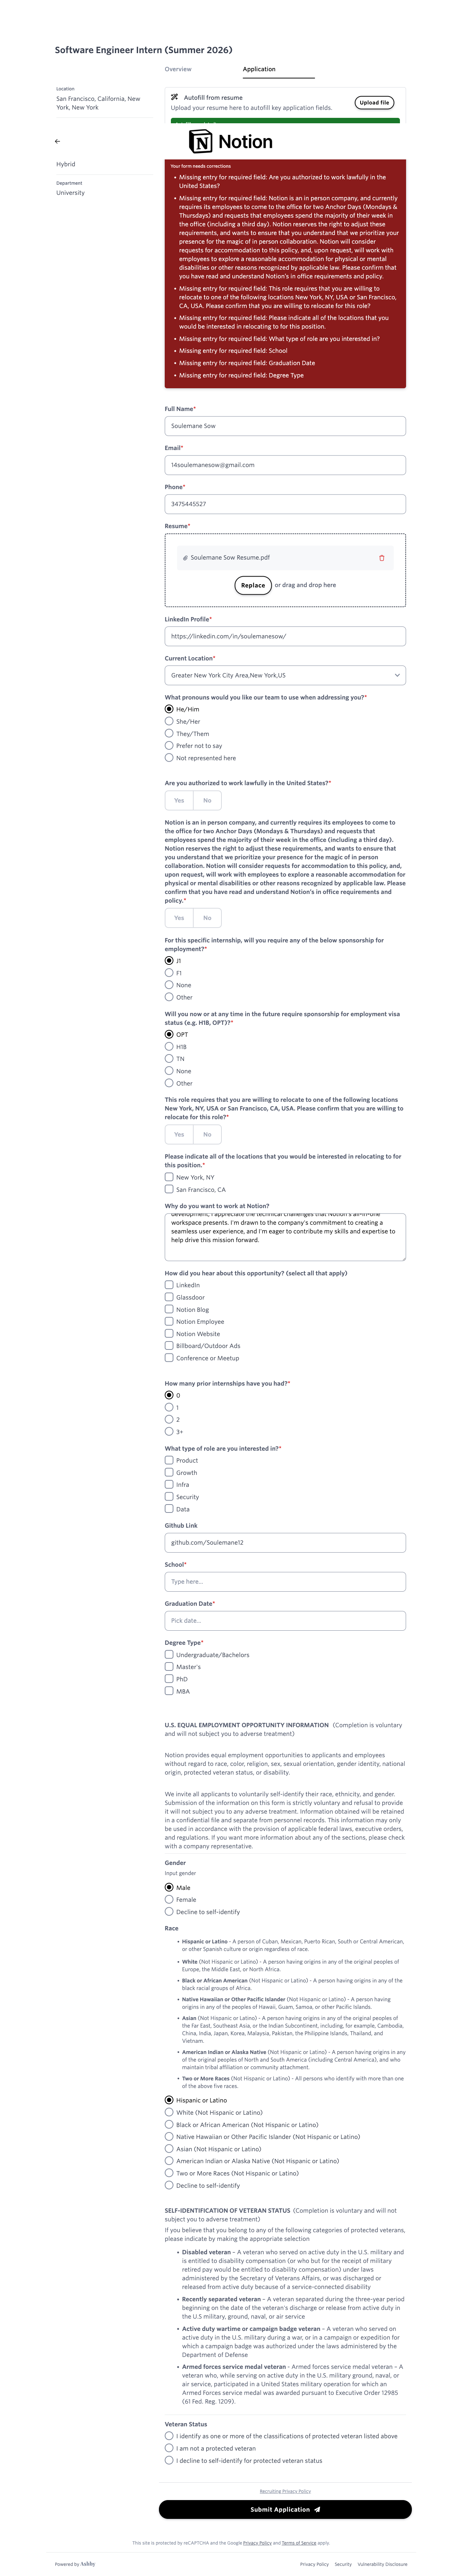 Software Engineer Intern (Summer 2026)
Overview
Application
Location
San Francisco, California, New
York, New York
Autofill from resume
Upload your resume here to autofill key application fields.
Upload file
Notion
Hybrid
Department
University
Your form needs corrections
• Missing entry for required field: Are you authorized to work lawfully in the
United States?
• Missing entry for required field: Notion is an in person company, and currently
requires its employees to come to the office for two Anchor Days (Mondays &
Thursdays) and requests that employees spend the majority of their week in
the office (including a third day). Notion reserves the right to adjust these
requirements, and wants to ensure that you understand that we prioritize your
presence for the magic of in person collaboration. Notion will consider
requests for accommodation to this policy, and, upon request, will work with
employees to explore a reasonable accommodation for physical or mental
disabilities or other reasons recognized by applicable law. Please confirm that
you have read and understand Notion's in office requirements and policy.
• Missing entry for required field: This role requires that you are willing to
relocate to one of the following locations New York, NY, USA or San Francisco,
CA, USA. Please confirm that you are willing to relocate for this role?
• Missing entry for required field: Please indicate all of the locations that you
would be interested in relocating to for this position.
• Missing entry for required field: What type of role are you interested in?
• Missing entry for required field: School
• Missing entry for required field: Graduation Date
• Missing entry for required field: Degree Type
Full Name*
Soulemane Sow
Email*
14soulemanesow@gmail.com
Phone*
3475445527
Resume*
Soulemane Sow Resume.pdf
Replace or drag and drop here
LinkedIn Profile*
https://linkedin.com/in/soulemanesow/
Current Location*
Greater New York City Area,New York,US
What pronouns would you like our team to use when addressing you?*
He/Him
She/Her
They/Them
Prefer not to say
Not represented here
Are you authorized to work lawfully in the United States?*
Yes No
Notion is an in person company, and currently requires its employees to come to
the office for two Anchor Days (Mondays & Thursdays) and requests that
employees spend the majority of their week in the office (including a third day).
Notion reserves the right to adjust these requirements, and wants to ensure that
you understand that we prioritize your presence for the magic of in person
collaboration. Notion will consider requests for accommodation to this policy, and,
upon request, will work with employees to explore a reasonable accommodation for
physical or mental disabilities or other reasons recognized by applicable law. Please
confirm that you have read and understand Notion's in office requirements and
policy.*
Yes No
For this specific internship, will you require any of the below sponsorship for
employment?*
J1
F1
None
Other
Will you now or at any time in the future require sponsorship for employment visa
status (e.g. H1B, OPT)?*
OPT
H1B
TN
None
Other
This role requires that you are willing to relocate to one of the following locations
New York, NY, USA or San Francisco, CA, USA. Please confirm that you are willing to
relocate for this role?*
Yes No
Please indicate all of the locations that you would be interested in relocating to for
this position.*
New York, NY
San Francisco, CA
Why do you want to work at Notion?
development, I appreciate the technical challenges that Notion's all-in-one
workspace presents. I'm drawn to the company's commitment to creating a
seamless user experience, and I'm eager to contribute my skills and expertise to
help drive this mission forward.
How did you hear about this opportunity? (select all that apply)
LinkedIn
Glassdoor
Notion Blog
Notion Employee
Notion Website
Billboard/Outdoor Ads
Conference or Meetup
How many prior internships have you had?*
0
1
2
3+
What type of role are you interested in?*
Product
Growth
Infra
Security
Data
Github Link
github.com/Soulemane12
School*
Type here...
Graduation Date*
Pick date...
Degree Type*
Undergraduate/Bachelors
Master's
PhD
MBA
U.S. EQUAL EMPLOYMENT OPPORTUNITY INFORMATION (Completion is voluntary
and will not subject you to adverse treatment)
Notion provides equal employment opportunities to applicants and employees
without regard to race, color, religion, sex, sexual orientation, gender identity, national
origin, protected veteran status, or disability.
We invite all applicants to voluntarily self-identify their race, ethnicity, and gender.
Submission of the information on this form is strictly voluntary and refusal to provide
it will not subject you to any adverse treatment. Information obtained will be retained
in a confidential file and separate from personnel records. This information may only
be used in accordance with the provision of applicable federal laws, executive orders,
and regulations. If you want more information about any of the sections, please check
with a company representative.
Gender
Input gender
Male
Female
Decline to self-identify
Race
• Hispanic or Latino - A person of Cuban, Mexican, Puerto Rican, South or Central American,
or other Spanish culture or origin regardless of race.
• White (Not Hispanic or Latino) - A person having origins in any of the original peoples of
Europe, the Middle East, or North Africa.
• Black or African American (Not Hispanic or Latino) - A person having origins in any of the
black racial groups of Africa.
• Native Hawaiian or Other Pacific Islander (Not Hispanic or Latino) - A person having
origins in any of the peoples of Hawaii, Guam, Samoa, or other Pacific Islands.
• Asian (Not Hispanic or Latino) - A person having origins in any of the original peoples of
the Far East, Southeast Asia, or the Indian Subcontinent, including, for example, Cambodia,
China, India, Japan, Korea, Malaysia, Pakistan, the Philippine Islands, Thailand, and
Vietnam.
• American Indian or Alaska Native (Not Hispanic or Latino) - A person having origins in any
of the original peoples of North and South America (including Central America), and who
maintain tribal affiliation or community attachment.
• Two or More Races (Not Hispanic or Latino) - All persons who identify with more than one
of the above five races.
Hispanic or Latino
White (Not Hispanic or Latino)
Black or African American (Not Hispanic or Latino)
Native Hawaiian or Other Pacific Islander (Not Hispanic or Latino)
Asian (Not Hispanic or Latino)
American Indian or Alaska Native (Not Hispanic or Latino)
Two or More Races (Not Hispanic or Latino)
Decline to self-identify
SELF-IDENTIFICATION OF VETERAN STATUS (Completion is voluntary and will not
subject you to adverse treatment)
If you believe that you belong to any of the following categories of protected veterans,
please indicate by making the appropriate selection
• Disabled veteran – A veteran who served on active duty in the U.S. military and
is entitled to disability compensation (or who but for the receipt of military
retired pay would be entitled to disability compensation) under laws
administered by the Secretary of Veterans Affairs, or was discharged or
released from active duty because of a service-connected disability
• Recently separated veteran – A veteran separated during the three-year period
beginning on the date of the veteran's discharge or release from active duty in
the U.S military, ground, naval, or air service
• Active duty wartime or campaign badge veteran – A veteran who served on
active duty in the U.S. military during a war, or in a campaign or expedition for
which a campaign badge was authorized under the laws administered by the
Department of Defense
• Armed forces service medal veteran - Armed forces service medal veteran – A
veteran who, while serving on active duty in the U.S. military ground, naval, or
air service, participated in a United States military operation for which an
Armed Forces service medal was awarded pursuant to Executive Order 12985
(61 Fed. Reg. 1209).
Veteran Status
I identify as one or more of the classifications of protected veteran listed above
I am not a protected veteran
I decline to self-identify for protected veteran status
Recruiting Privacy Policy
Submit Application
This site is protected by reCAPTCHA and the Google Privacy Policy and Terms of Service apply.
Powered by Ashby
Privacy Policy Security Vulnerability Disclosure